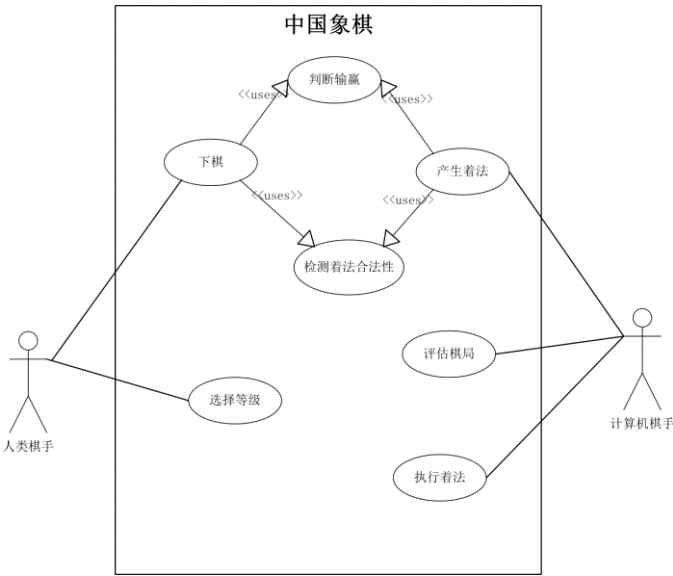 中国象棋
判断输赢
<<uses>>
<<uses>>
下棋
产生着法
<<uses>>
<<uses>>
检测着法合法性
评估棋局
选择等级
人类棋手
计算机棋手
执行着法